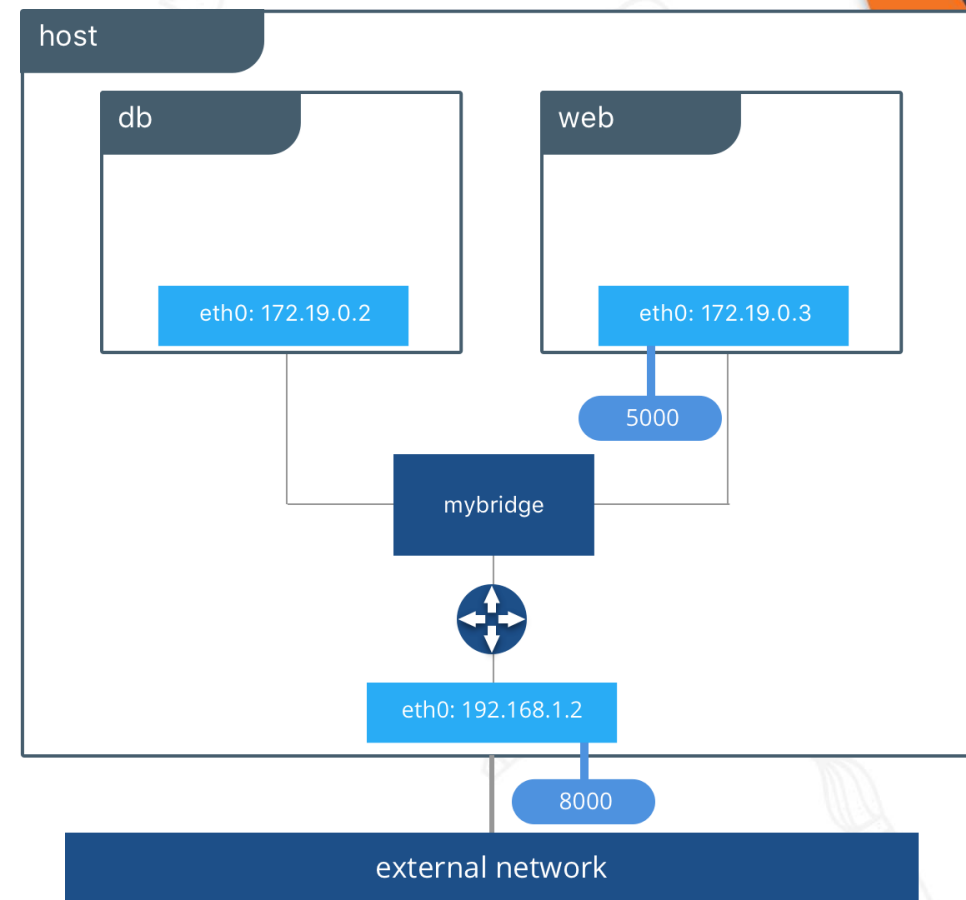 host
db
web
eth0: 172.19.0.2
eth0: 172.19.0.3
5000
mybridge
eth0: 192.168.1.2
8000
external network